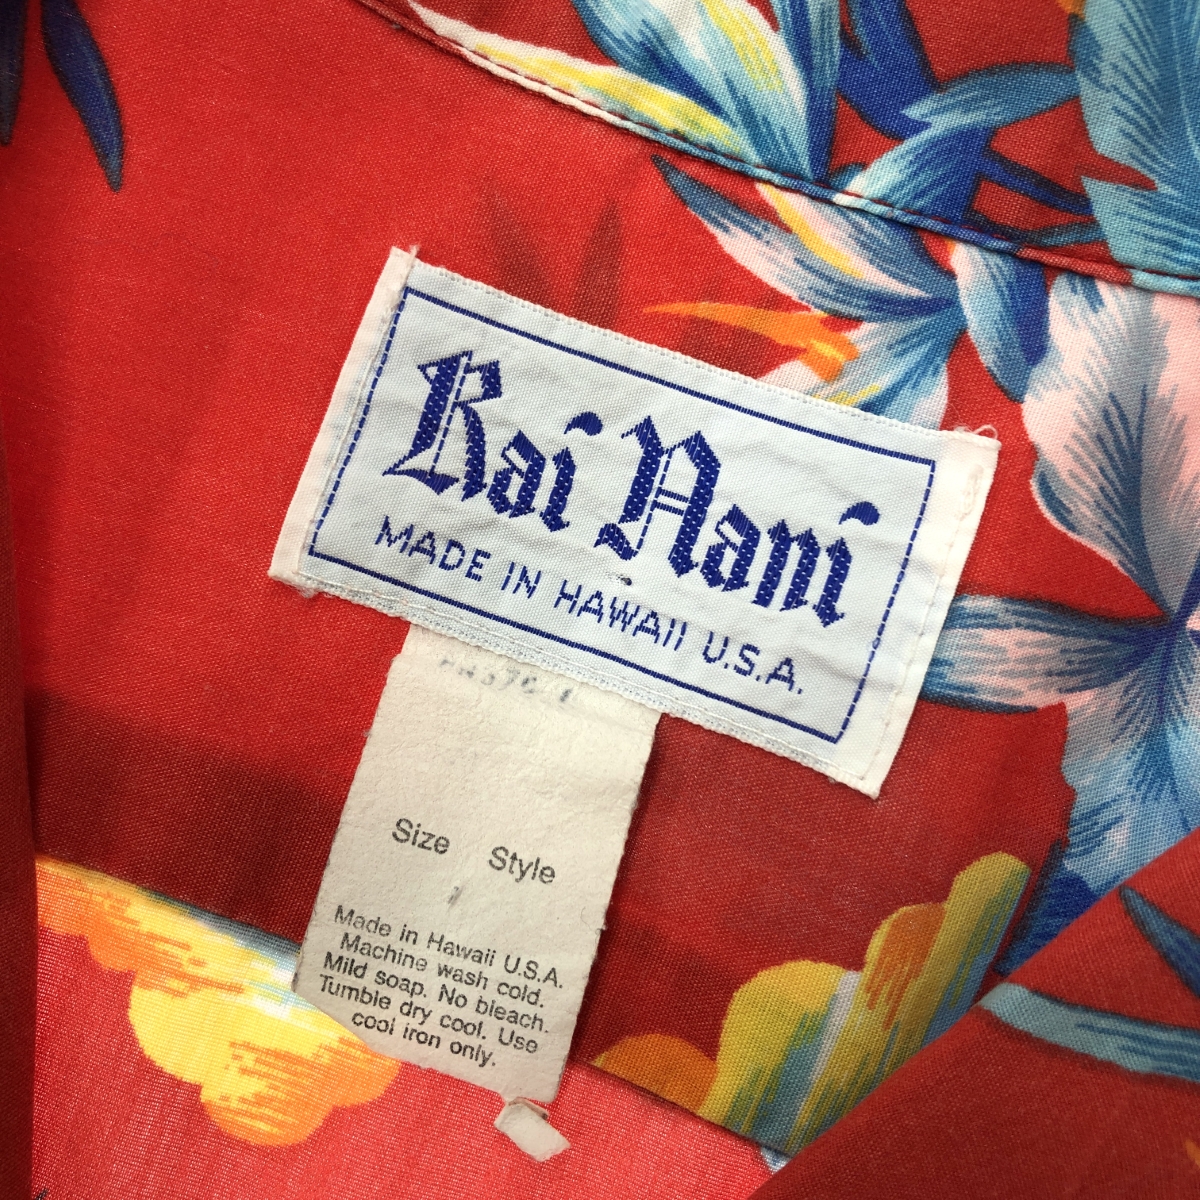 Kai Nani
MADE IN HAWAII U.S.A.
Size Style
Made in Hawaii U.S.A.
Machine wash cold.
Mild soap. No bleach.
Tumble dry cool. Use
cool iron only.